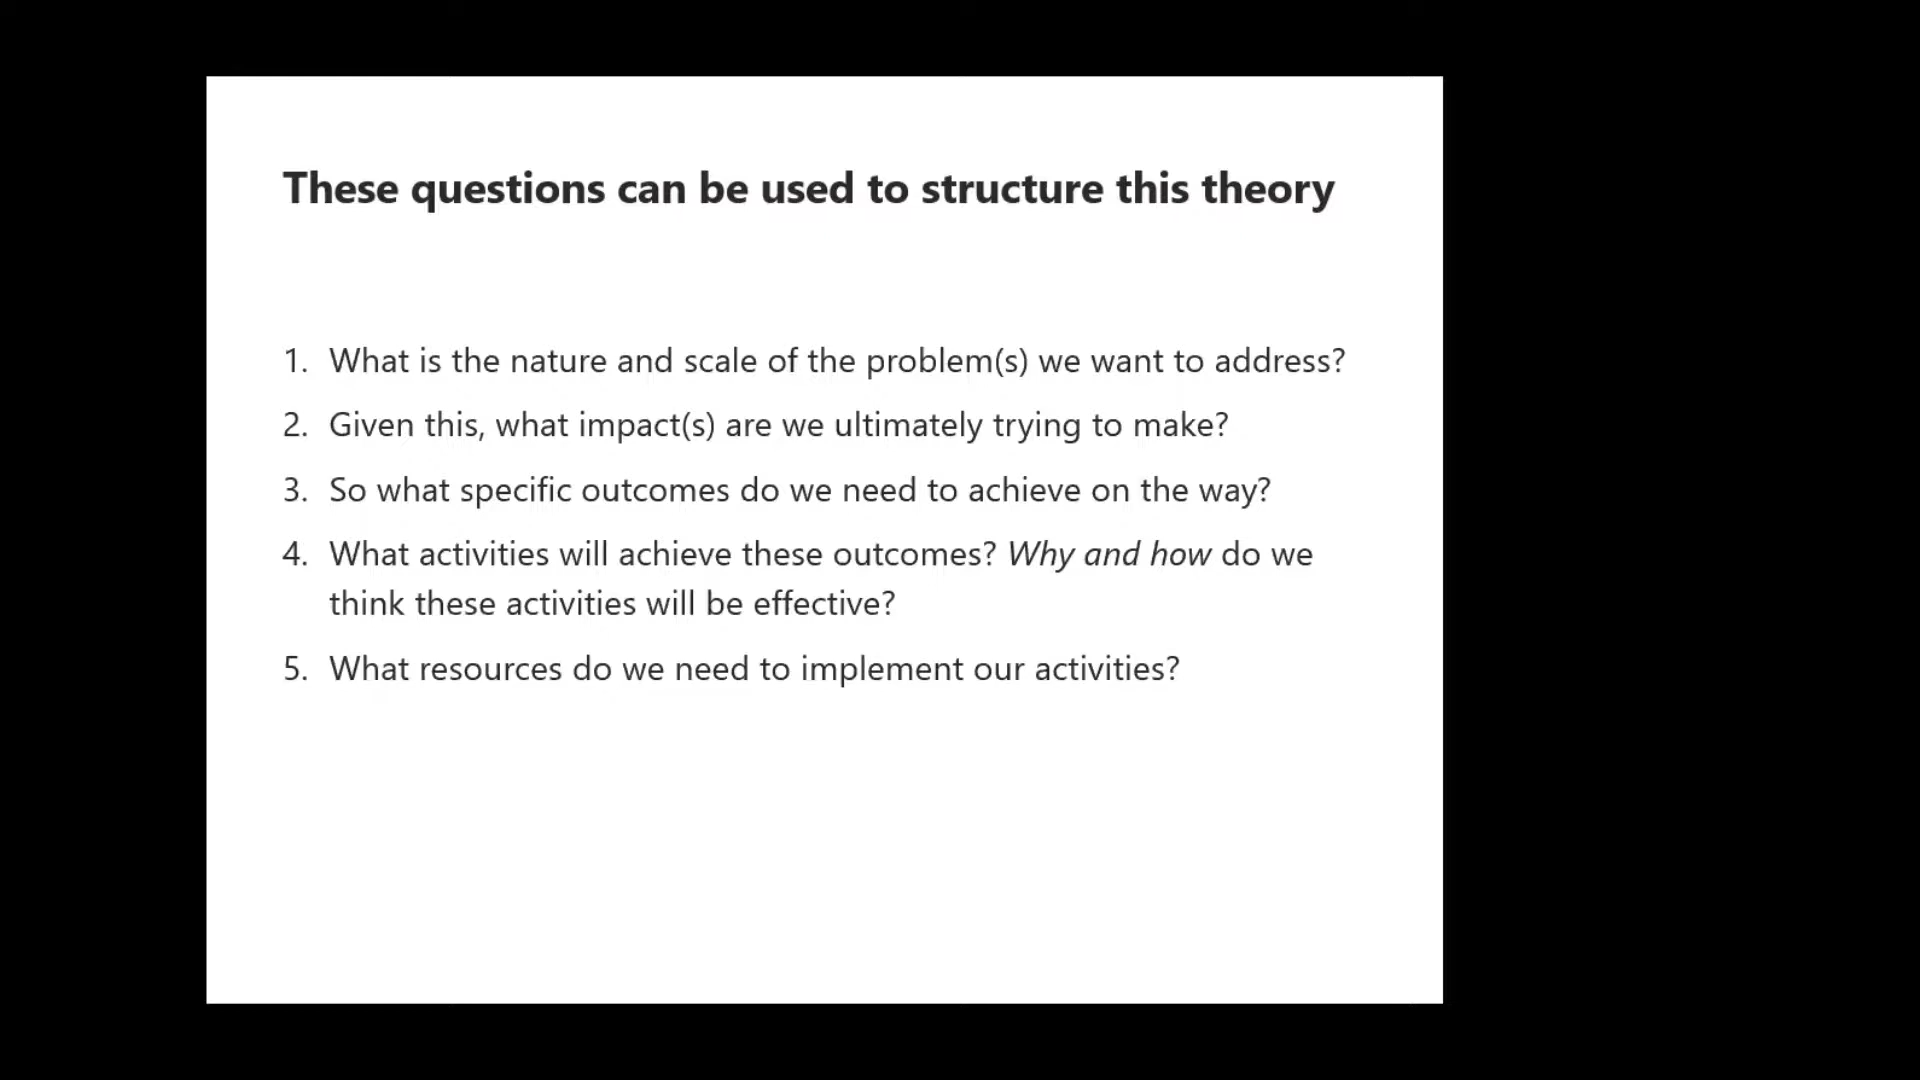 These questions can be used to structure this theory
1. What is the nature and scale of the problem(s) we want to address?
2. Given this, what impact(s) are we ultimately trying to make?
3. So what specific outcomes do we need to achieve on the way?
4. What activities will achieve these outcomes? Why and how do we
think these activities will be effective?
5. What resources do we need to implement our activities?